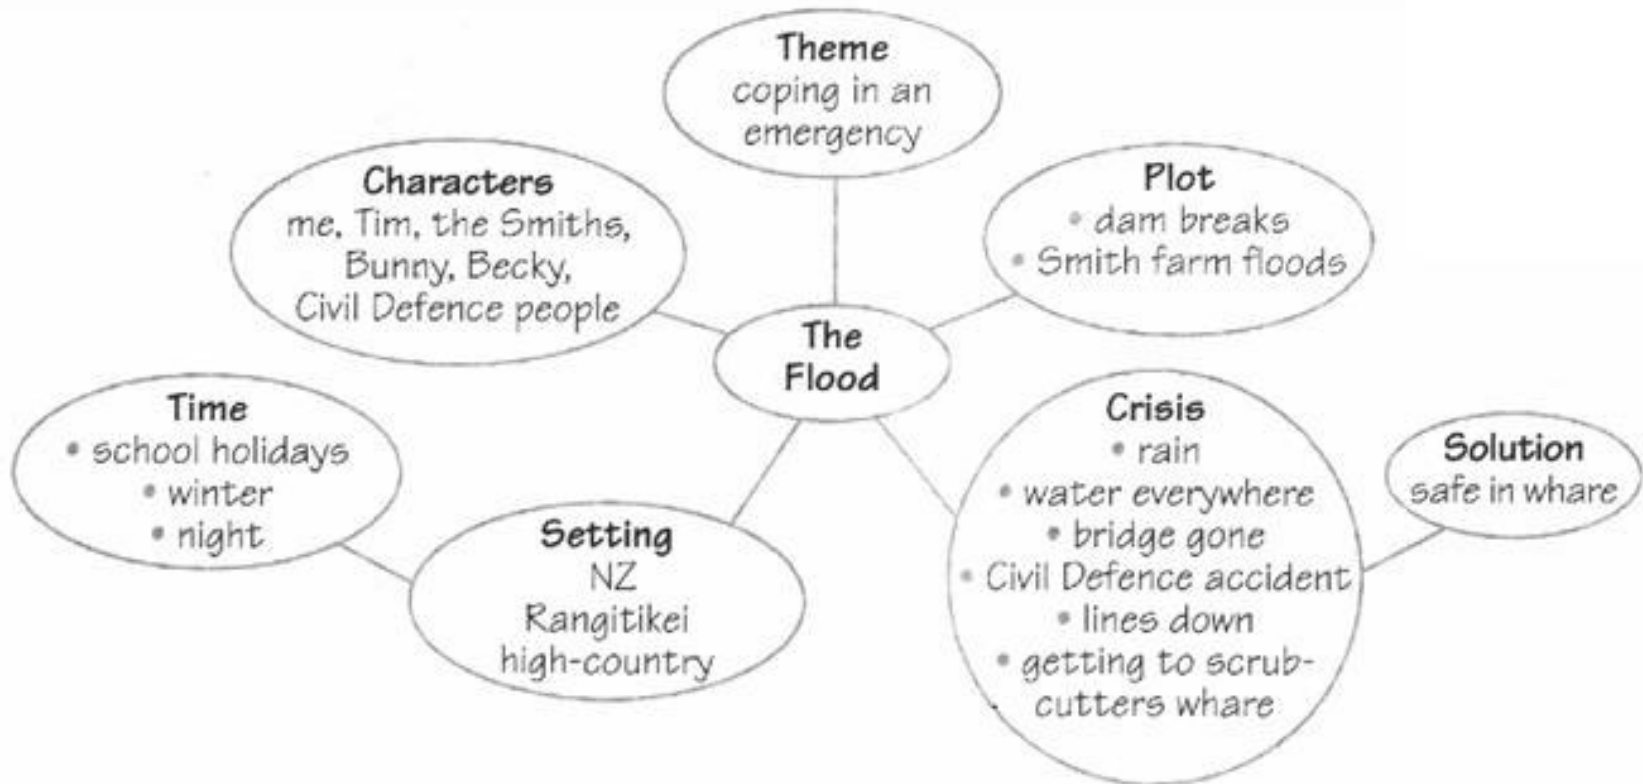 Theme
coping in an
emergency
Characters
me, Tim, the Smiths,
Bunny, Becky,
Civil Defence people
Plot
• dam breaks
• Smith farm floods
The
Flood
Time
• school holidays
• winter
• night
Setting
NZ
Rangitikei
high-country
Crisis
• rain
• water everywhere
• bridge gone
• Civil Defence accident
• lines down
• getting to scrub-
cutters whare
Solution
safe in whare